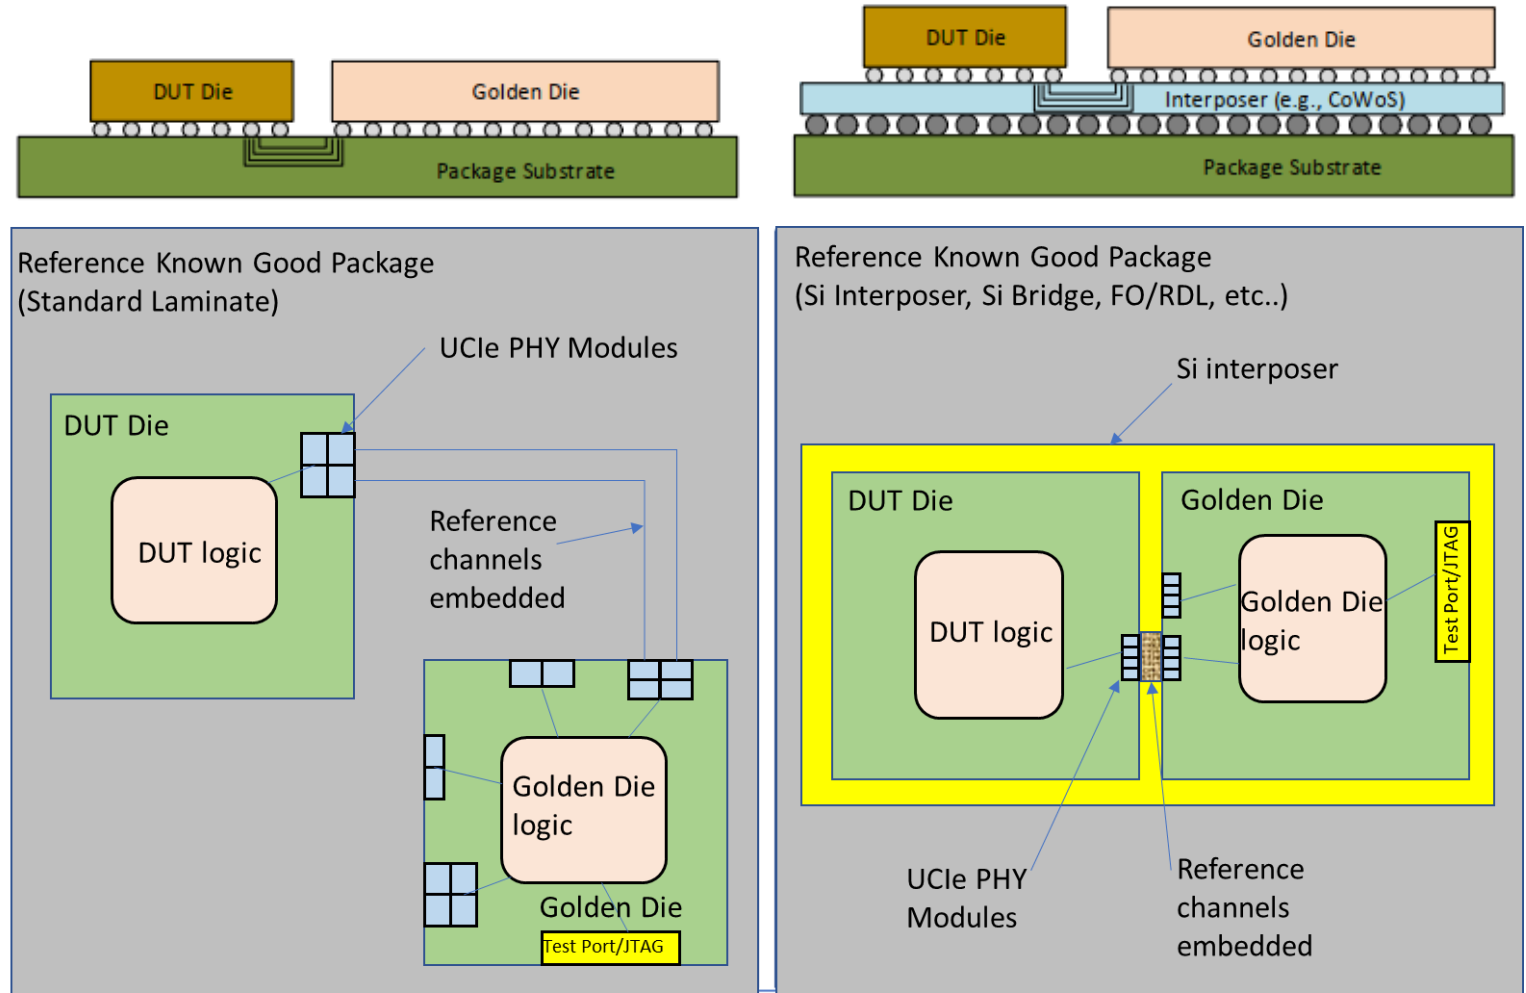 DUT Die
Golden Die
Package Substrate
DUT Die
Golden Die
Interposer (e.g., CoWoS)
Package Substrate
Reference Known Good Package
(Standard Laminate)
UCIe PHY Modules
DUT Die
DUT logic
Reference
channels
embedded
Golden Die
logic
Golden Die
Test Port/JTAG
Reference Known Good Package
(Si Interposer, Si Bridge, FO/RDL, etc..)
Si interposer
DUT Die
Golden Die
DUT logic
Golden Die
logic
Test Port/JTAG
UCIe PHY
Modules
Reference
channels
embedded